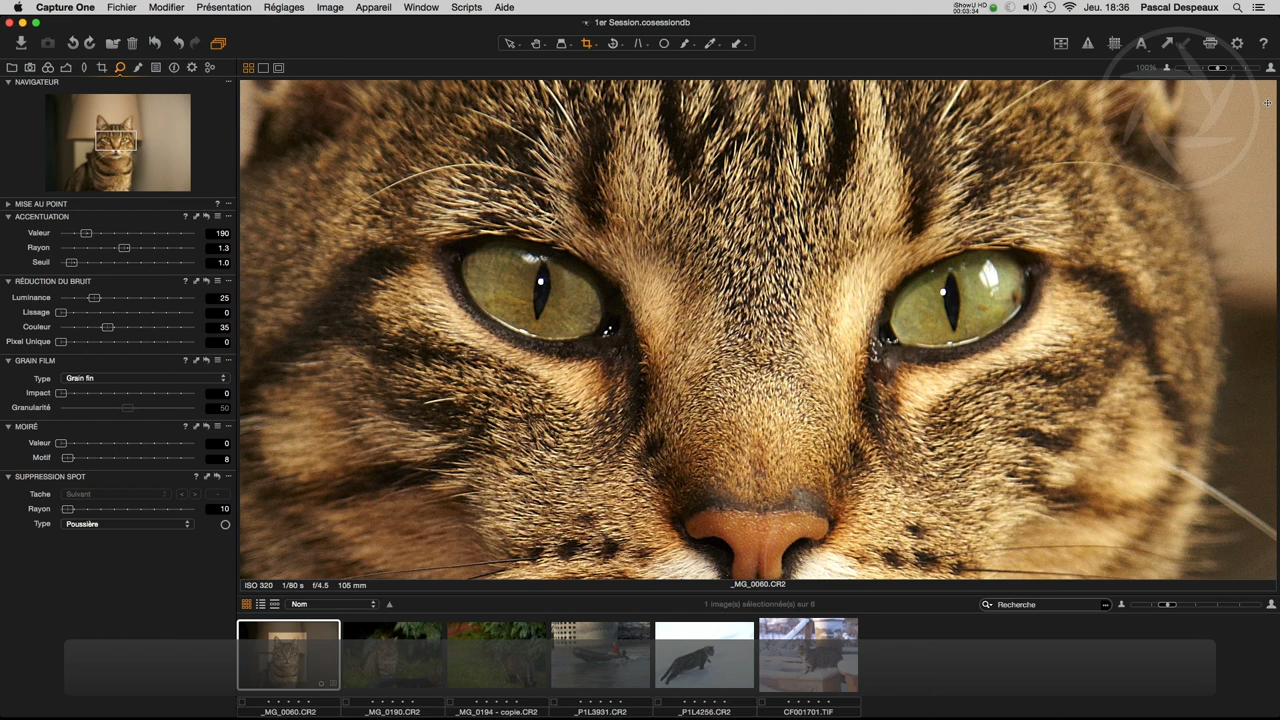 Capture One Fichier Modifier Présentation Réglages Image Appareil Window Scripts Aide
iShowU HD
00:03:34
Jeu. 18:36 Pascal Despeaux
1er Session.cosessiondb
100%
NAVIGATEUR
MISE AU POINT ?
ACCENTUATION ?
Valeur 190
Rayon 1.3
Seuil 1.0
RÉDUCTION DU BRUIT ?
Luminance 25
Lissage 0
Couleur 35
Pixel Unique 0
GRAIN FILM ?
Type Grain fin
Impact 0
Granularité 50
MOIRÉ ?
Valeur 0
Motif 8
SUPPRESSION SPOT ?
Tache Suivant
Rayon 10
Type Poussière
ISO 320 1/80 s f/4.5 105 mm
_MG_0060.CR2
Nom
1 image(s) sélectionnée(s) sur 6
Recherche
_MG_0060.CR2 _MG_0190.CR2 _MG_0194 - copie.CR2 _P1L3931.CR2 _P1L4256.CR2 CF001701.TIF